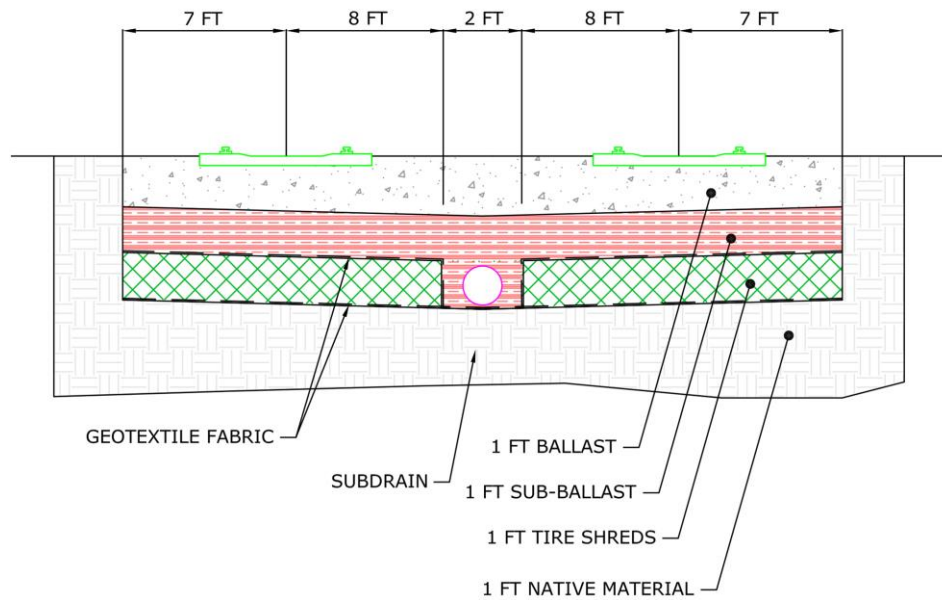 7 FT 8 FT 2 FT 8 FT 7 FT
GEOTEXTILE FABRIC
SUBDRAIN
1 FT BALLAST
1 FT SUB-BALLAST
1 FT TIRE SHREDS
1 FT NATIVE MATERIAL